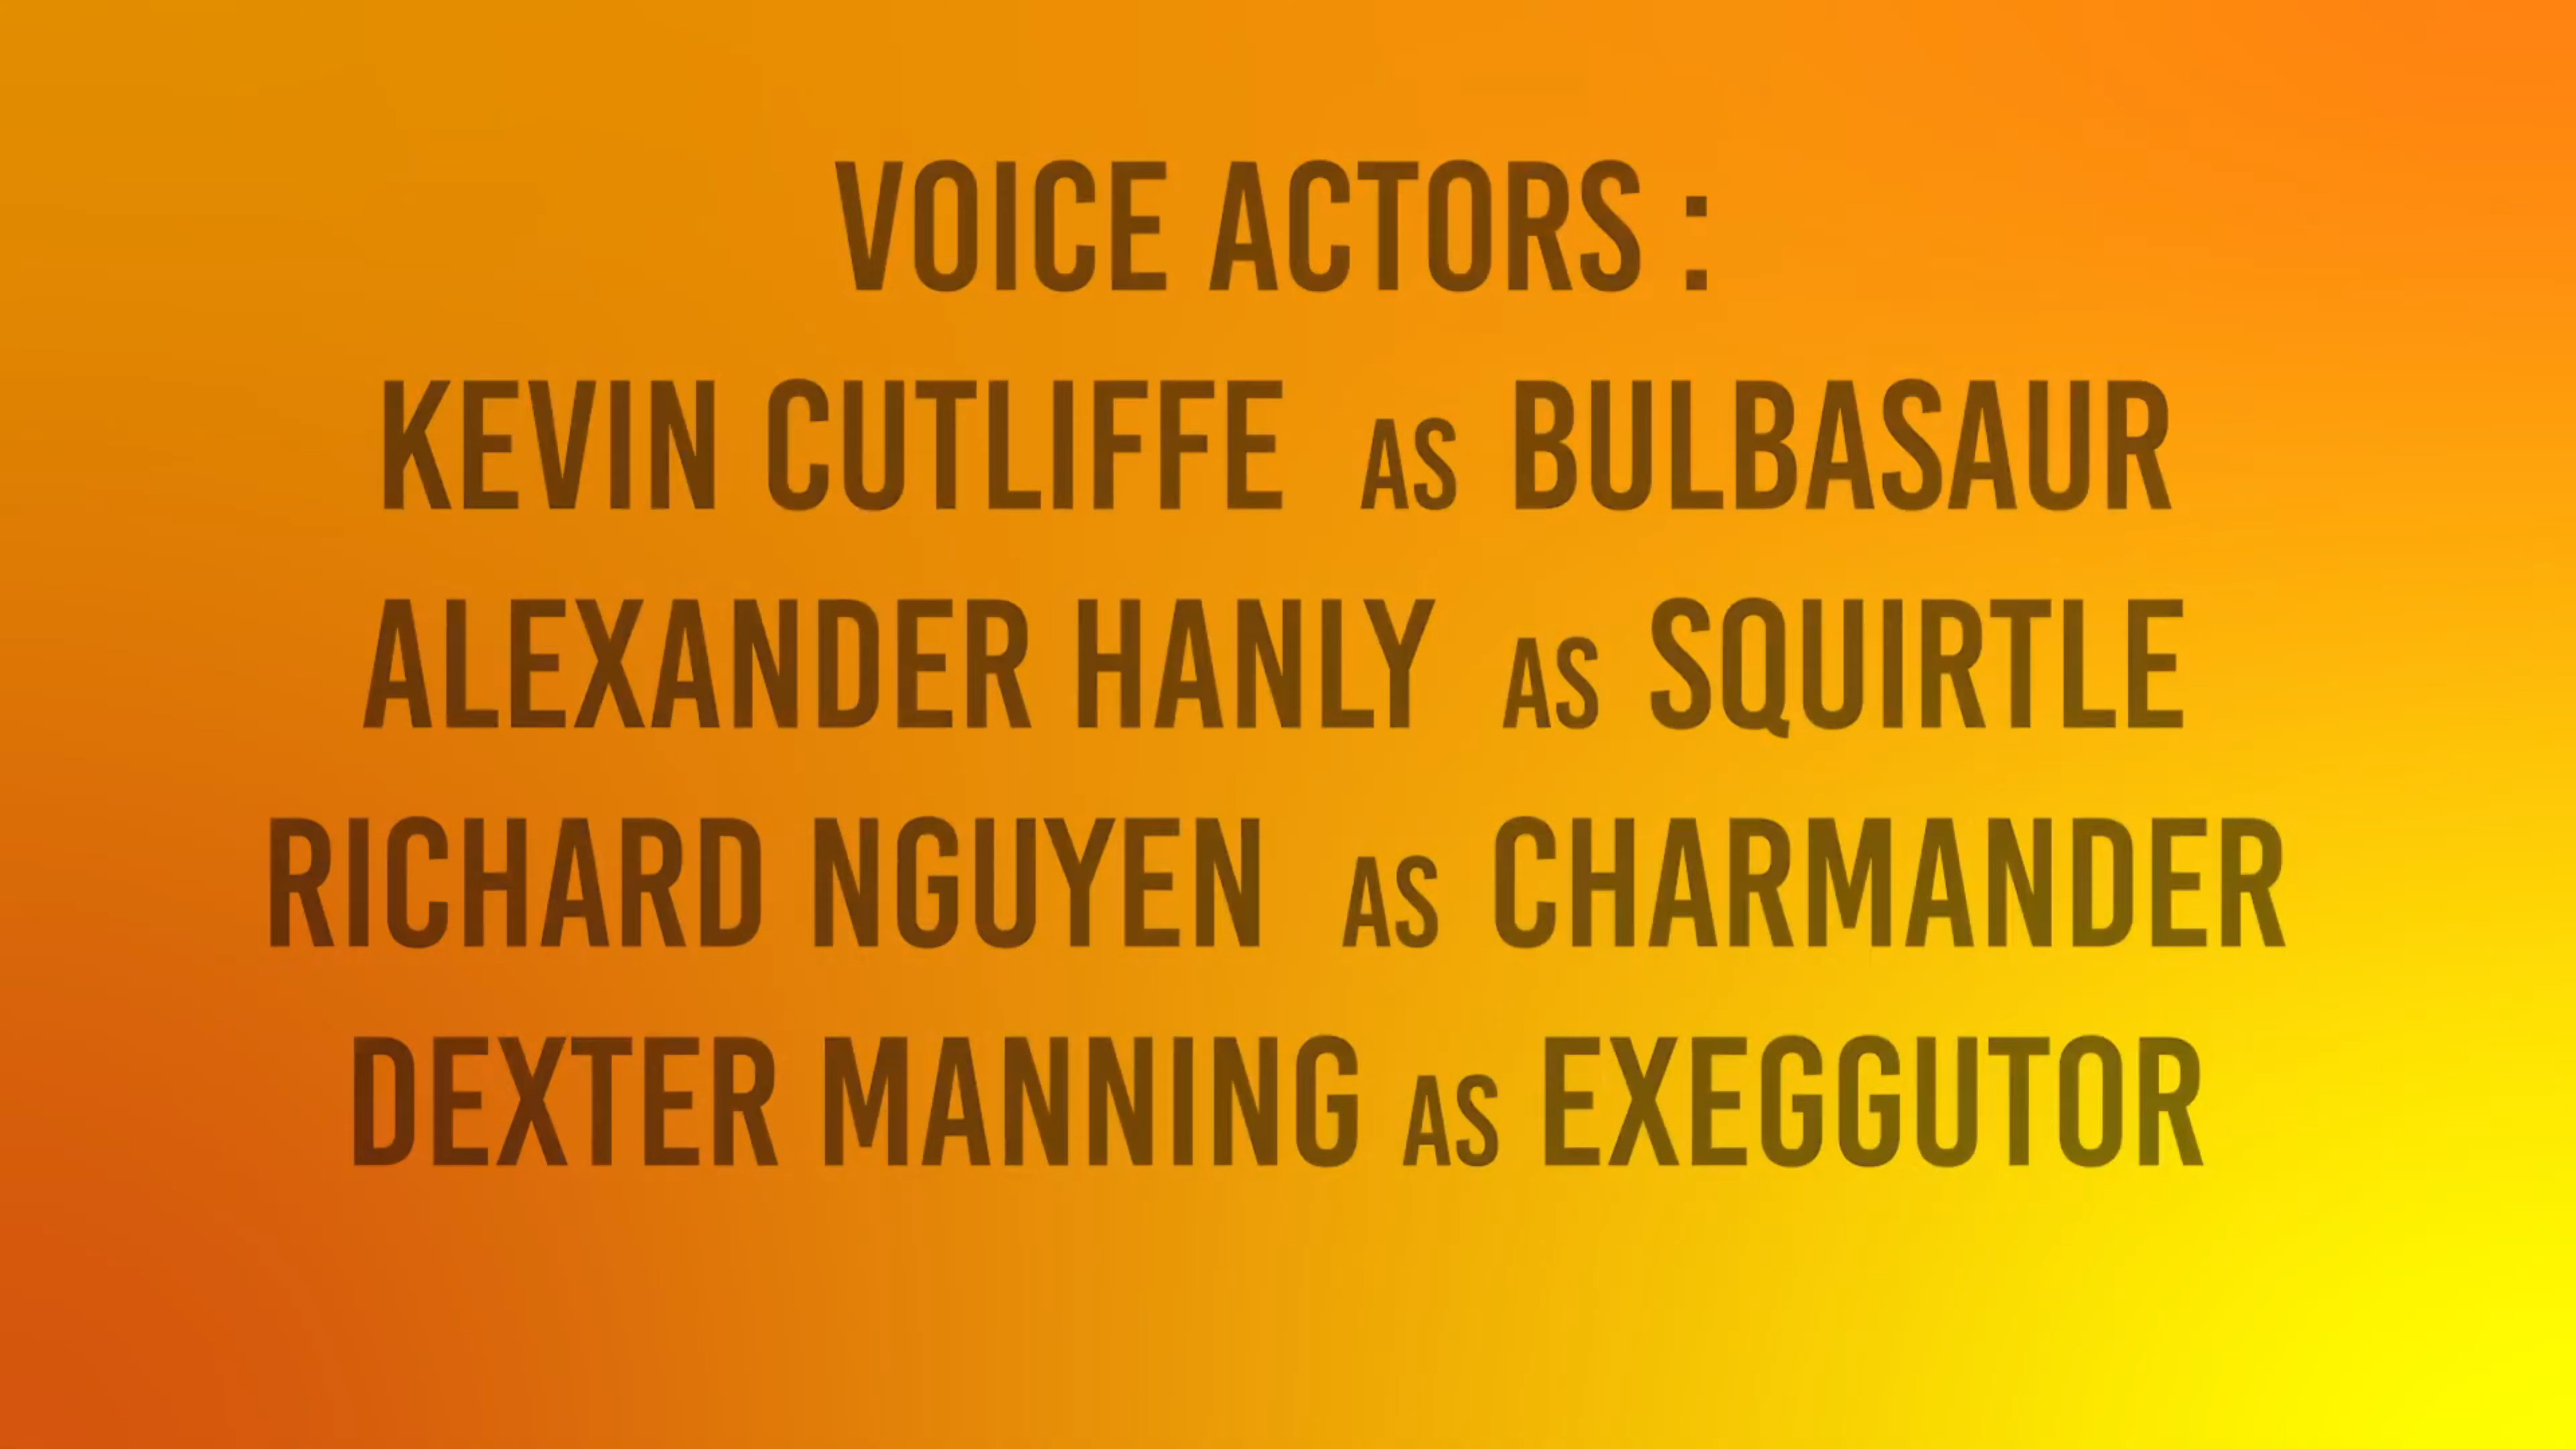 VOICE ACTORS :
KEVIN CUTLIFFE AS BULBASAUR
ALEXANDER HANLY AS SQUIRTLE
RICHARD NGUYEN AS CHARMANDER
DEXTER MANNING AS EXEGGUTOR